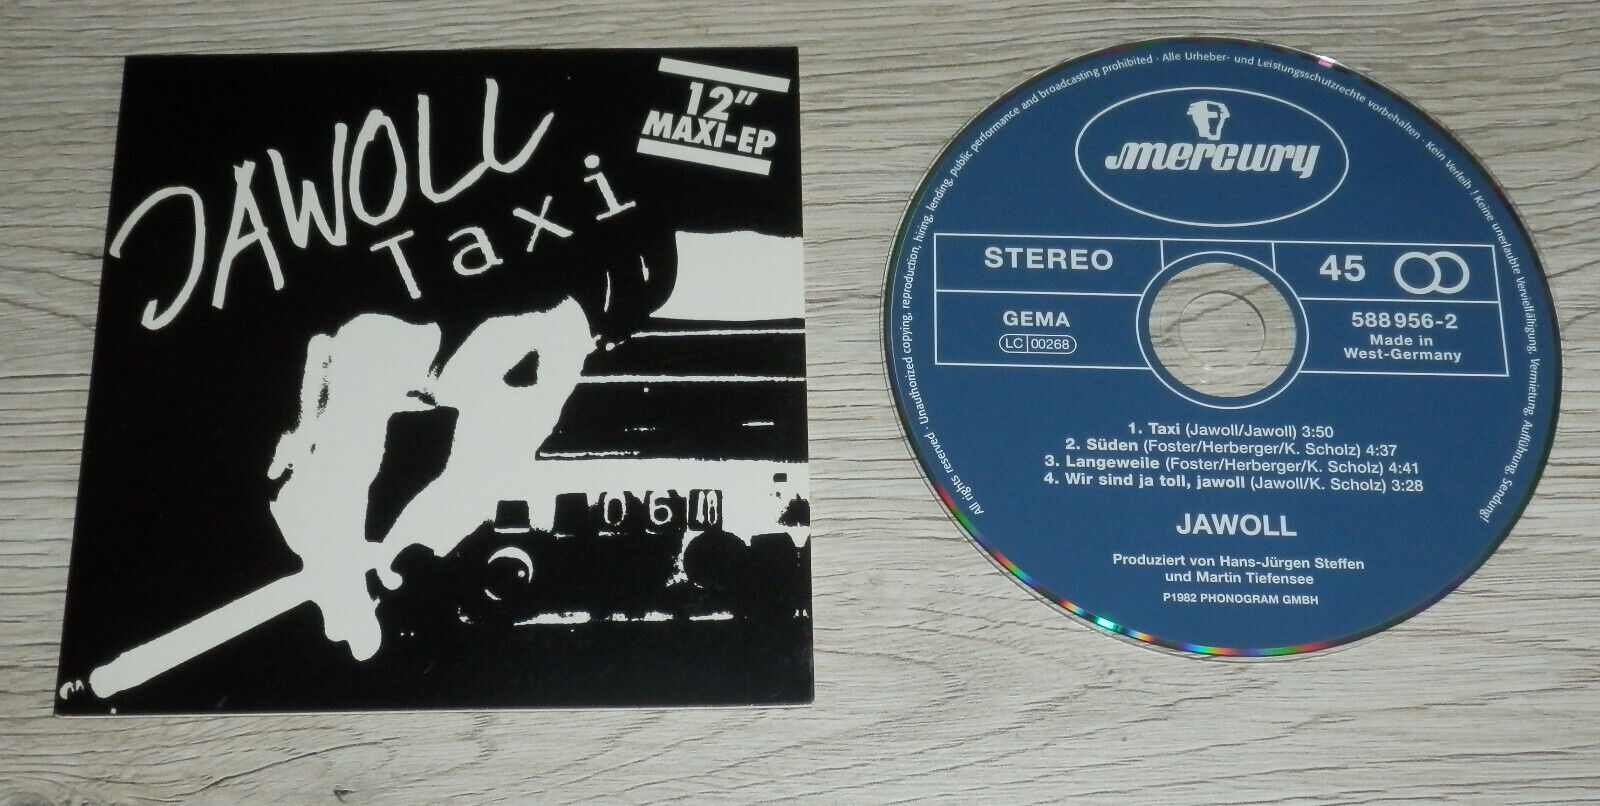 JAWOLL
Taxi
12"
MAXI-EP
06
mercury
STEREO
45
GEMA
LC 00268
588 956-2
Made in
West-Germany
1. Taxi (Jawoll/Jawoll) 3:50
2. Süden (Foster/Herberger/K. Scholz) 4:37
3. Langeweile (Foster/Herberger/K. Scholz) 4:41
4. Wir sind ja toll, jawoll (Jawoll/K. Scholz) 3:28
JAWOLL
Produziert von Hans-Jürgen Steffen
und Martin Tiefensee
P1982 PHONOGRAM GMBH
All rights reserved · Unauthorized copying, reproduction, hiring, lending, public performance and broadcasting prohibited · Alle Urheber- und Leistungsschutzrechte vorbehalten · Kein Verleih! Keine unerlaubte Vervielfältigung, Vermietung, Aufführung, Sendung!